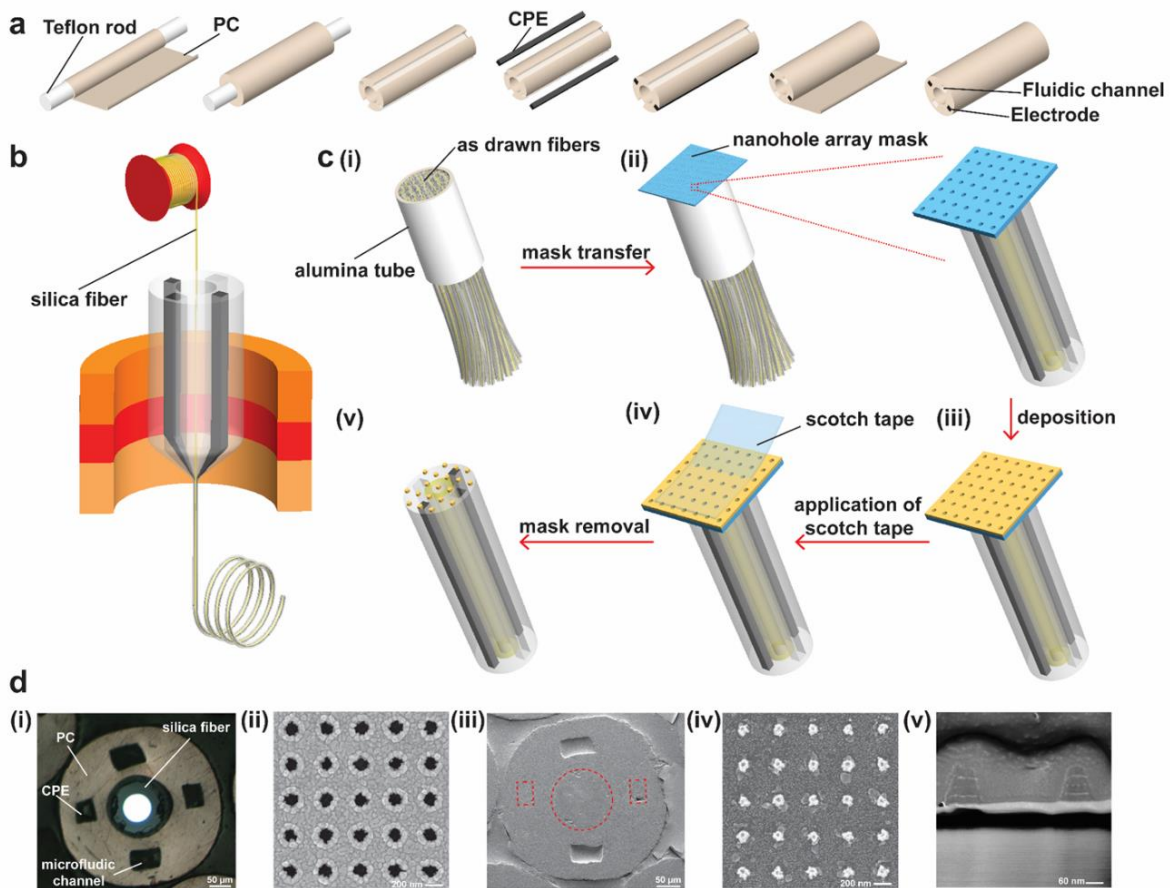 a
Teflon rod
PC
CPE
Fluidic channel
Electrode
b
silica fiber
c
(i)
as drawn fibers
alumina tube
mask transfer
(ii)
nanohole array mask
(iii)
deposition
(iv)
scotch tape
application of
scotch tape
(v)
mask removal
d
(i)
silica fiber
PC
CPE
microfludic
channel
50 µm
(ii)
200 nm
(iii)
50 µm
(iv)
200 nm
(v)
60 nm